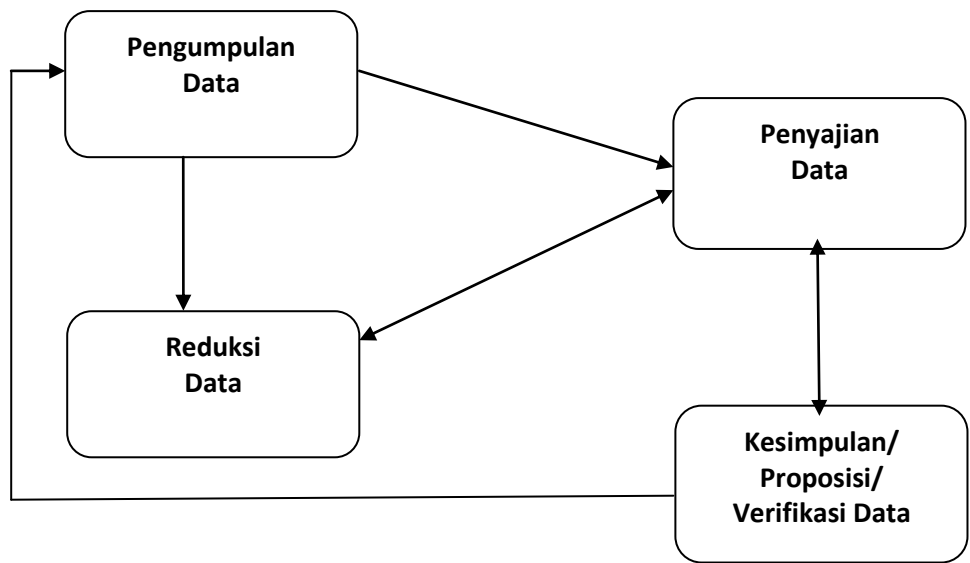 Pengumpulan
Data
Penyajian
Data
Reduksi
Data
Kesimpulan/
Proposisi/
Verifikasi Data